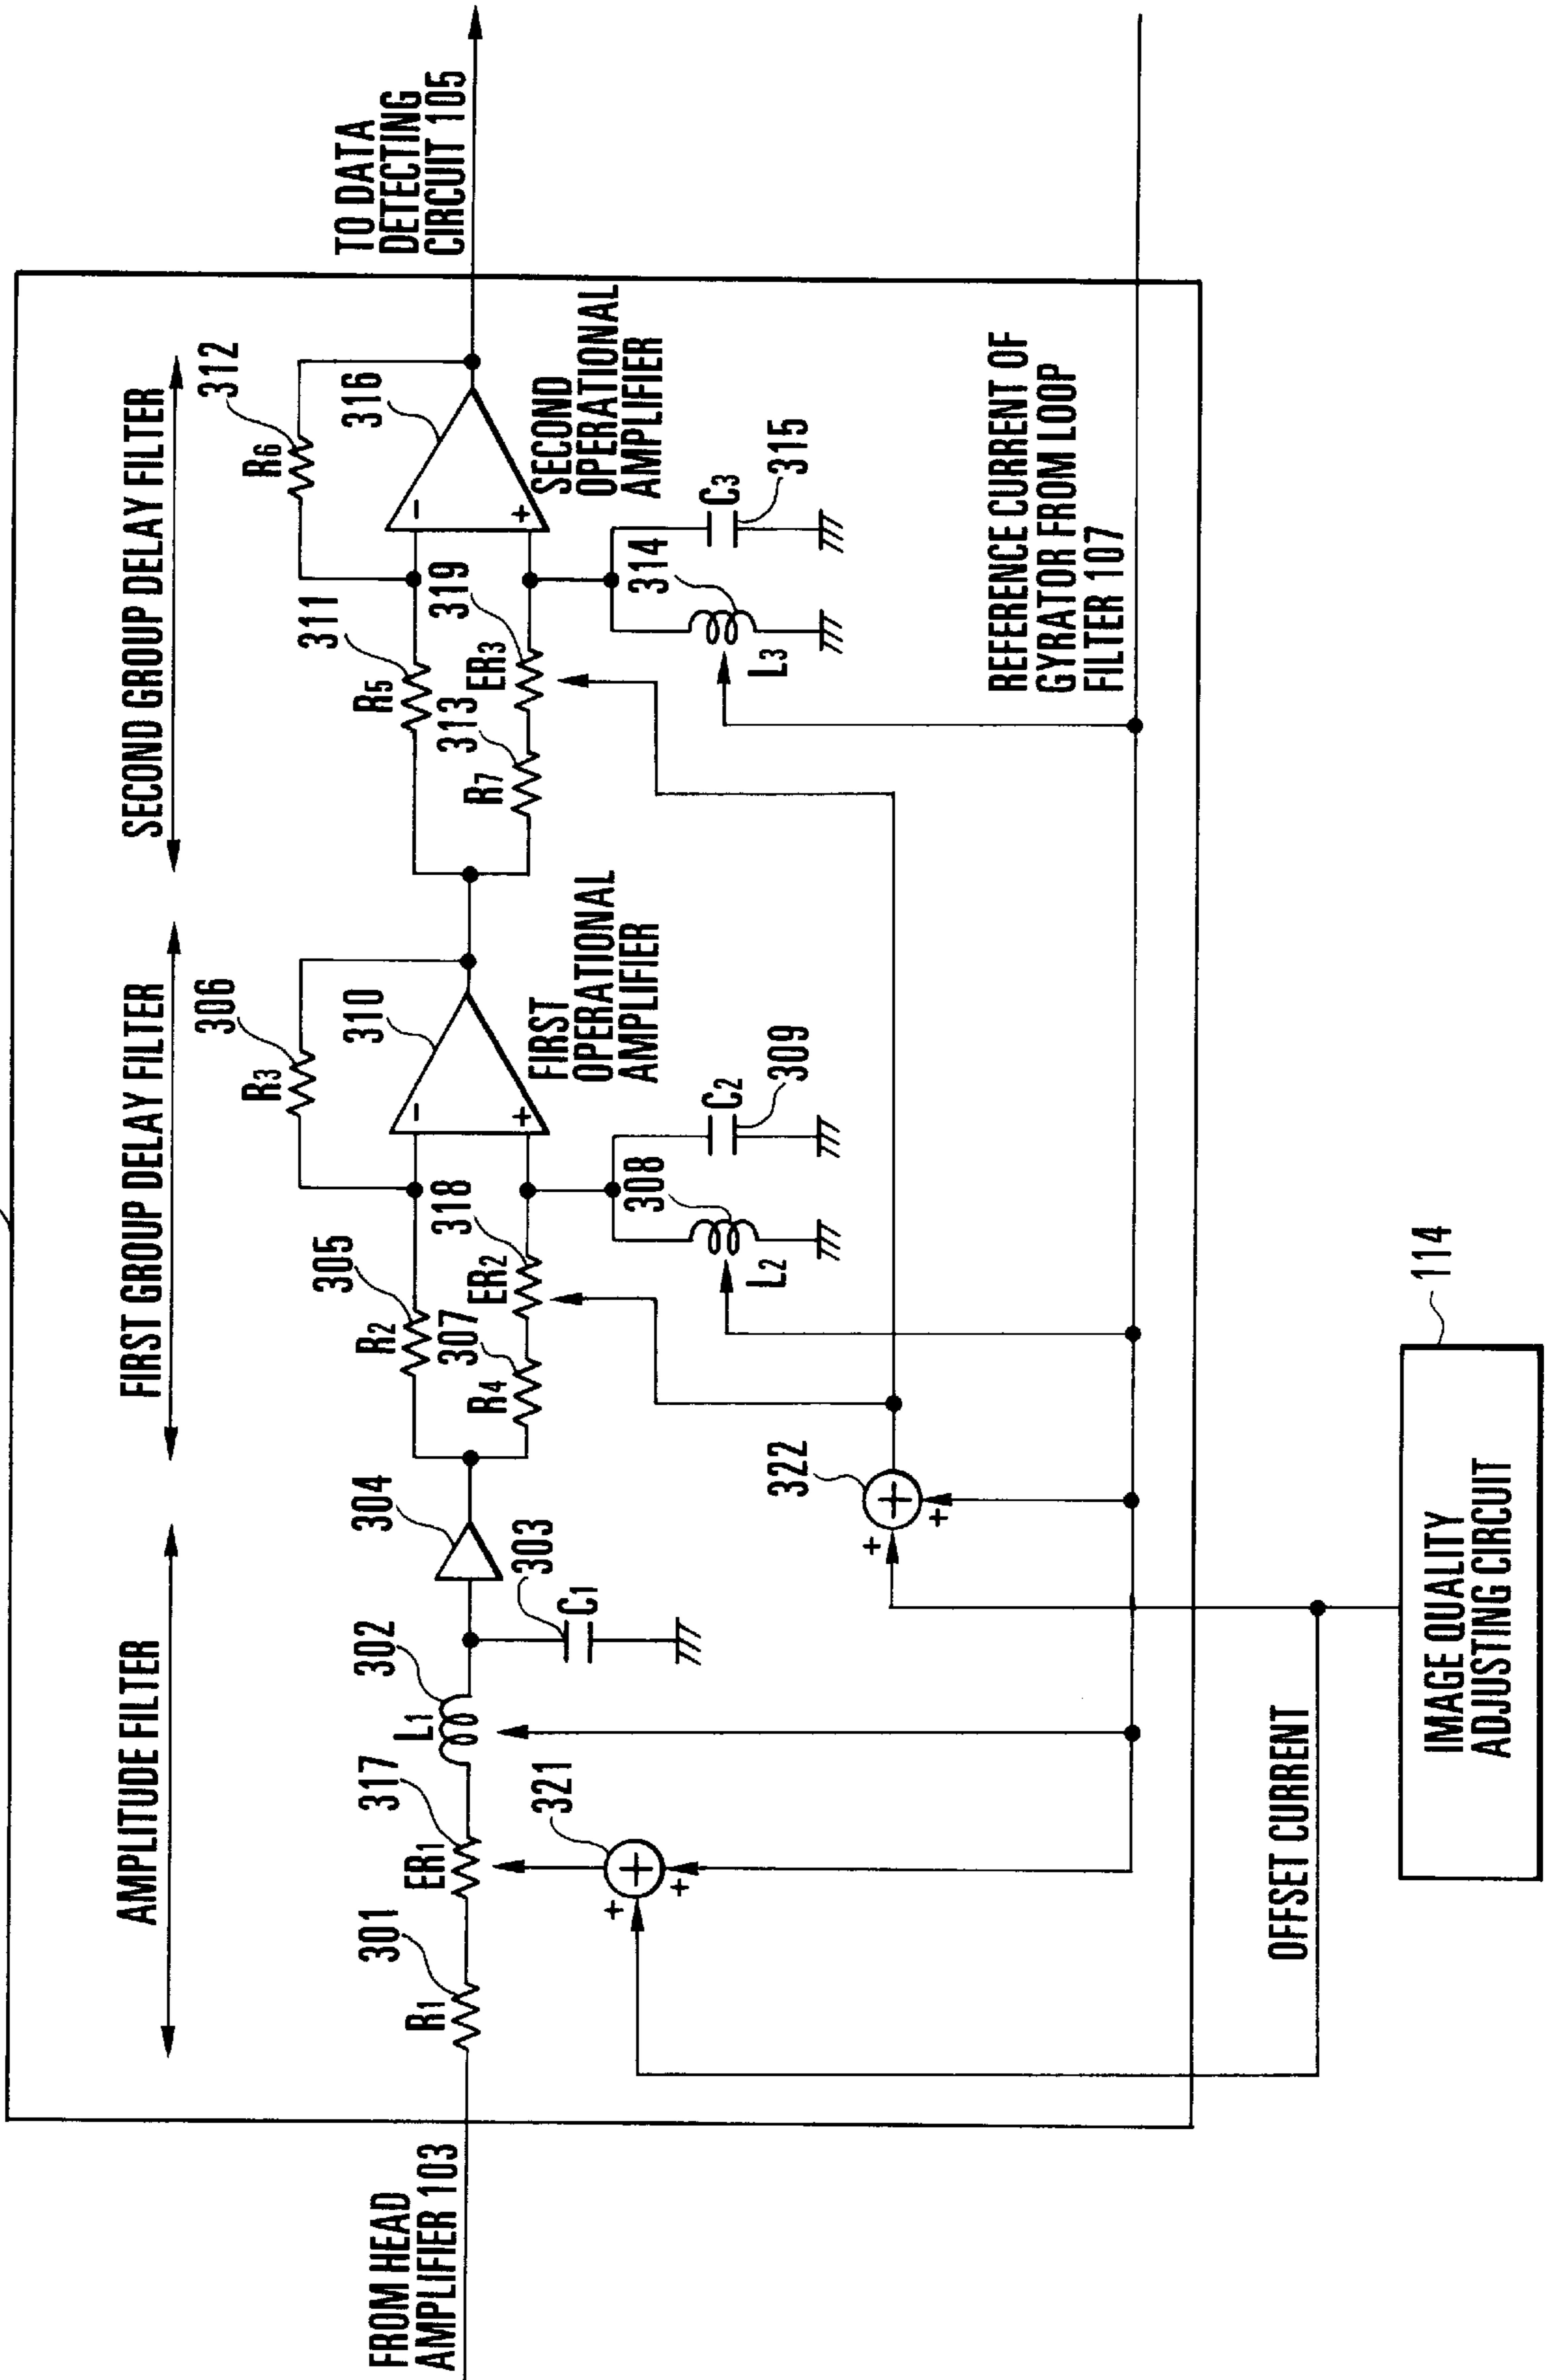 AMPLITUDE FILTER
FIRST GROUP DELAY FILTER
SECOND GROUP DELAY FILTER
FROM HEAD
AMPLIFIER 103
R1
301
ER1
317
L1
302
C1
303
304
321
+
+
+
R2
305
R3
306
R4
307
ER2
318
310
−
+
FIRST
OPERATIONAL
AMPLIFIER
L2
308
C2
309
322
+
+
+
R5
311
R6
312
R7
313
ER3
319
316
−
+
SECOND
OPERATIONAL
AMPLIFIER
L3
314
C3
315
TO DATA
DETECTING
CIRCUIT 105
REFERENCE CURRENT OF
GYRATOR FROM LOOP
FILTER 107
OFFSET CURRENT
IMAGE QUALITY
ADJUSTING CIRCUIT
114